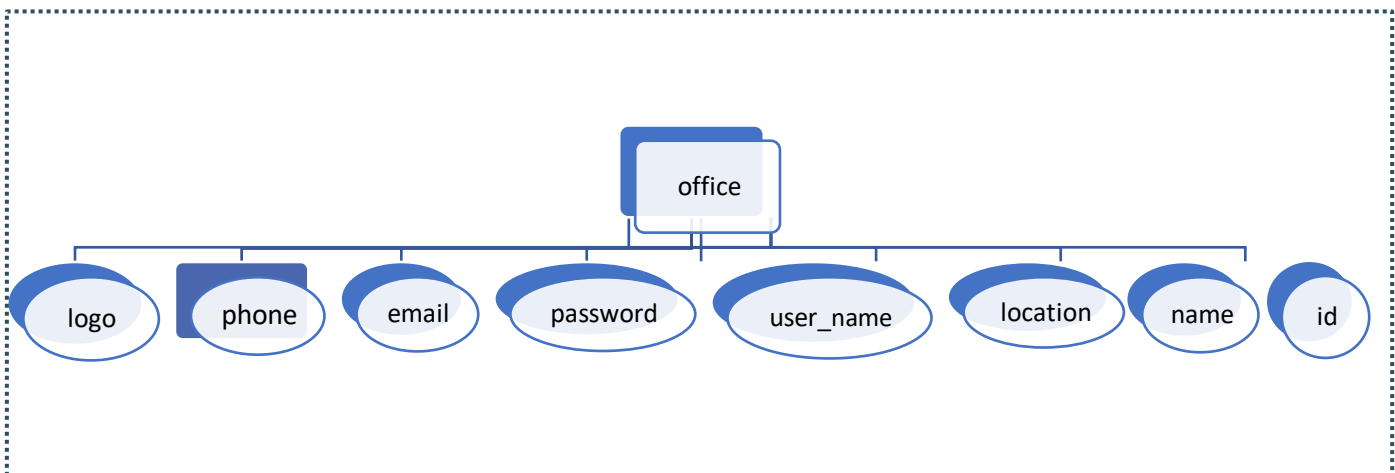 office
logo
phone
email
password
user_name
location
name
id